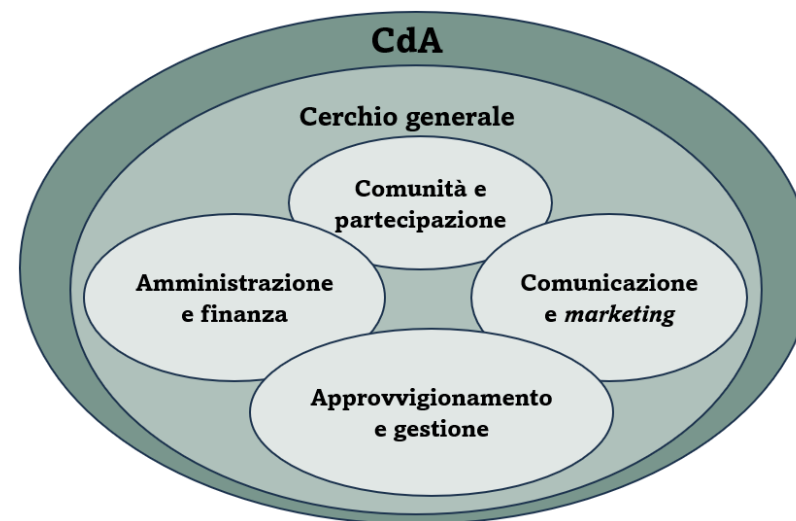 CdA
Cerchio generale
Comunità e
partecipazione
Amministrazione
e finanza
Comunicazione
e marketing
Approvvigionamento
e gestione